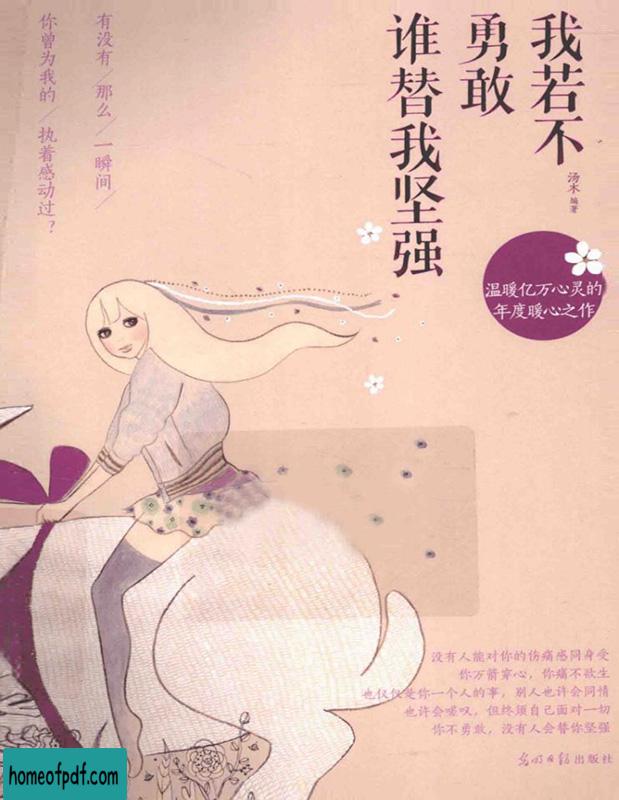 我若不
勇敢
谁替我坚强
汤木 编著
有没有／那么／一瞬间／
你曾为我的／执着感动过？
温暖亿万心灵的
年度暖心之作
没有人能对你的伤痛感同身受
你万箭穿心，你痛不欲生
也仅仅是你一个人的事，别人也许会同情
也许会嗟叹，但终须自己面对一切
你不勇敢，没有人会替你坚强
光明日报出版社
homeofpdf.com